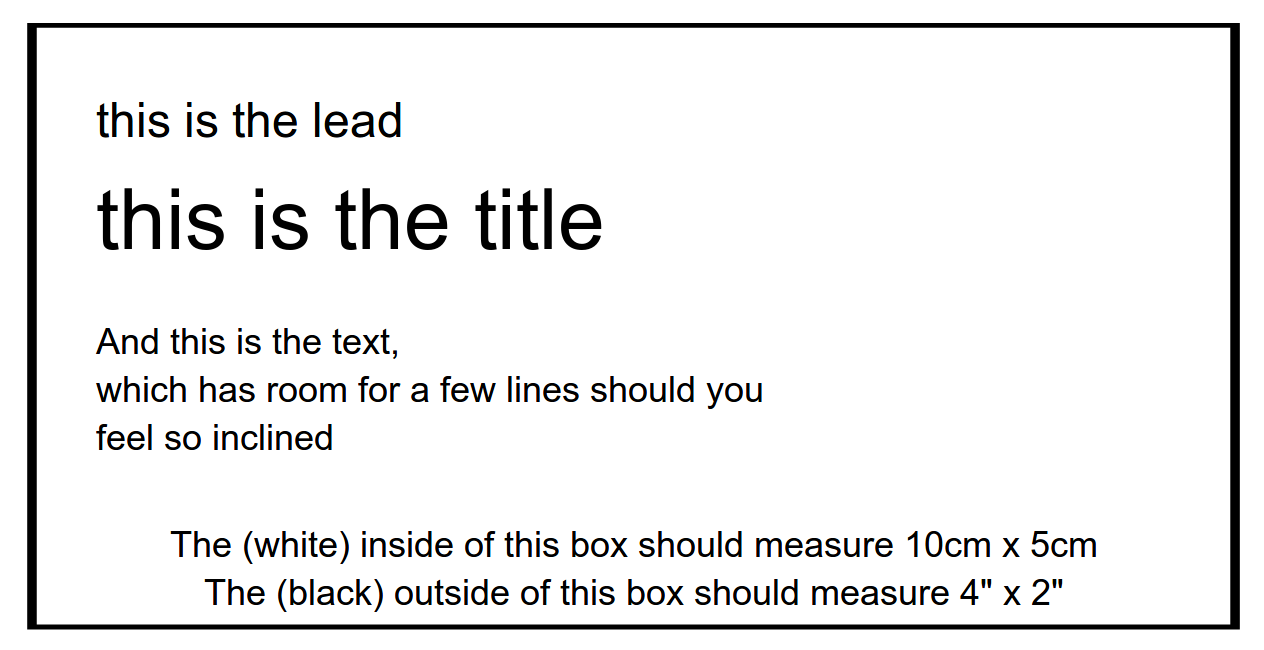 this is the lead
this is the title
And this is the text,
which has room for a few lines should you
feel so inclined
The (white) inside of this box should measure 10cm x 5cm
The (black) outside of this box should measure 4" x 2"